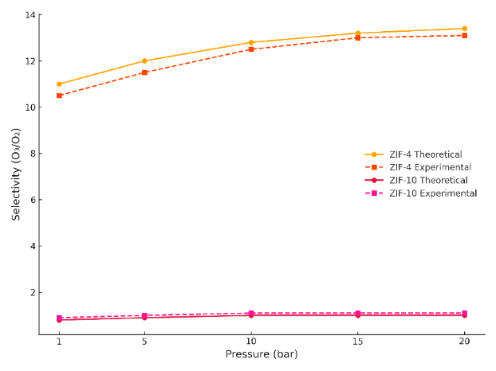 14
12
10
8
6
4
2
Selectivity (O₃/O₂)
ZIF-4 Theoretical
ZIF-4 Experimental
ZIF-10 Theoretical
ZIF-10 Experimental
1 5 10 15 20
Pressure (bar)